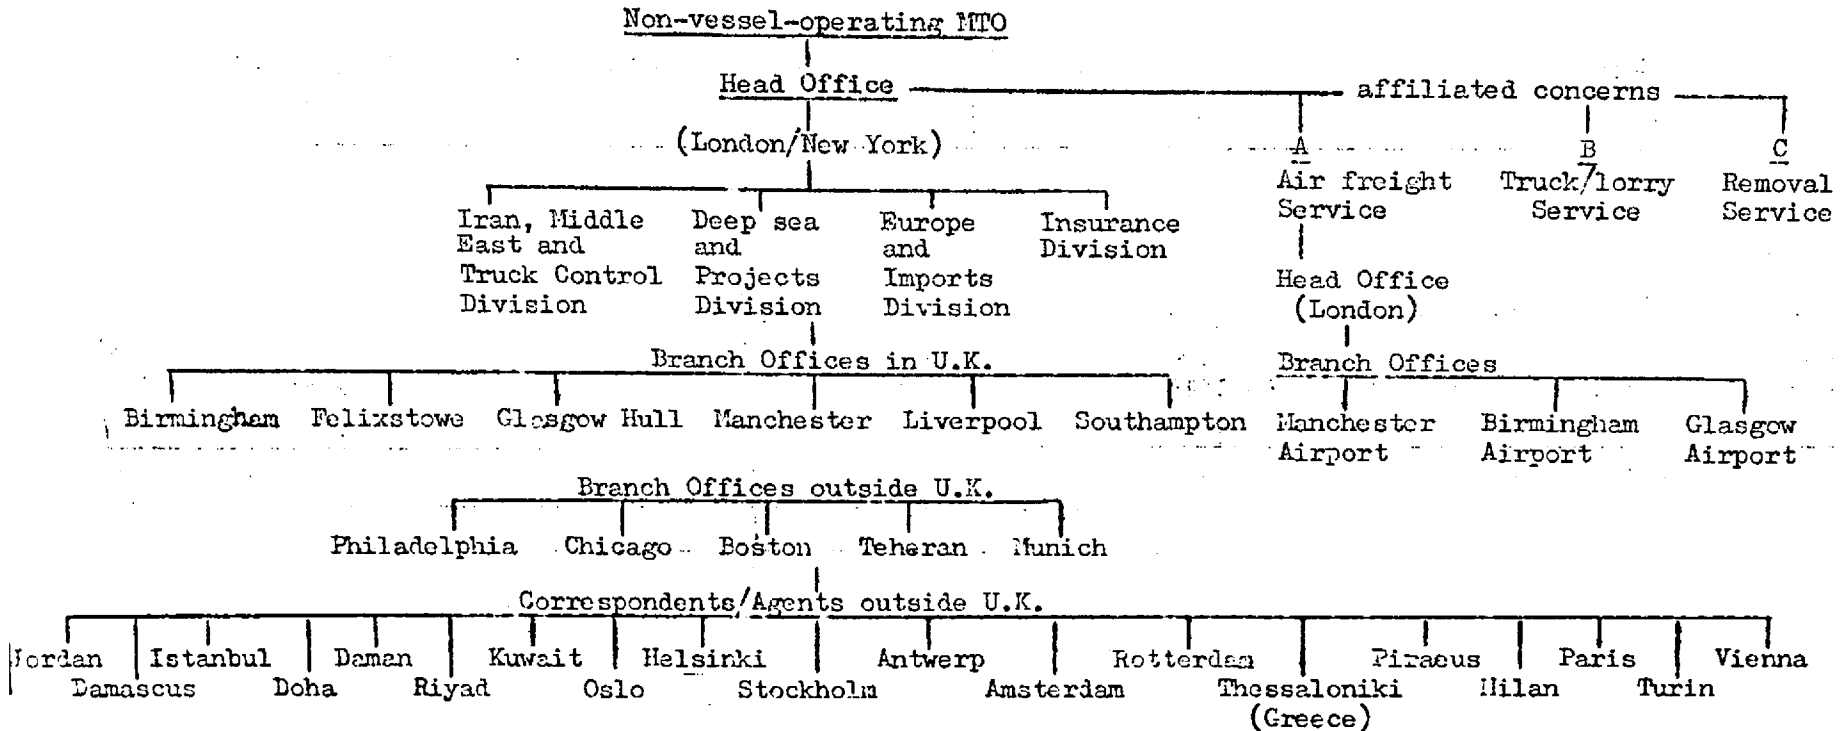 Non-vessel-operating MTO
Head Office affiliated concerns
(London/New York)
A B C
Air freight Service
Truck/lorry Service
Removal Service
Iran, Middle East and Truck Control Division
Deep sea and Projects Division
Europe and Imports Division
Insurance Division
Head Office
(London)
Branch Offices in U.K.
Branch Offices
Birmingham Felixstowe Glasgow Hull Manchester Liverpool Southampton
Manchester Airport
Birmingham Airport
Glasgow Airport
Branch Offices outside U.K.
Philadelphia Chicago Boston Teheran Munich
Correspondents/Agents outside U.K.
Jordan Istanbul Daman Kuwait Helsinki Antwerp Rotterdam Piraeus Paris Vienna
Damascus Doha Riyad Oslo Stockholm Amsterdam Thessaloniki Milan Turin
(Greece)